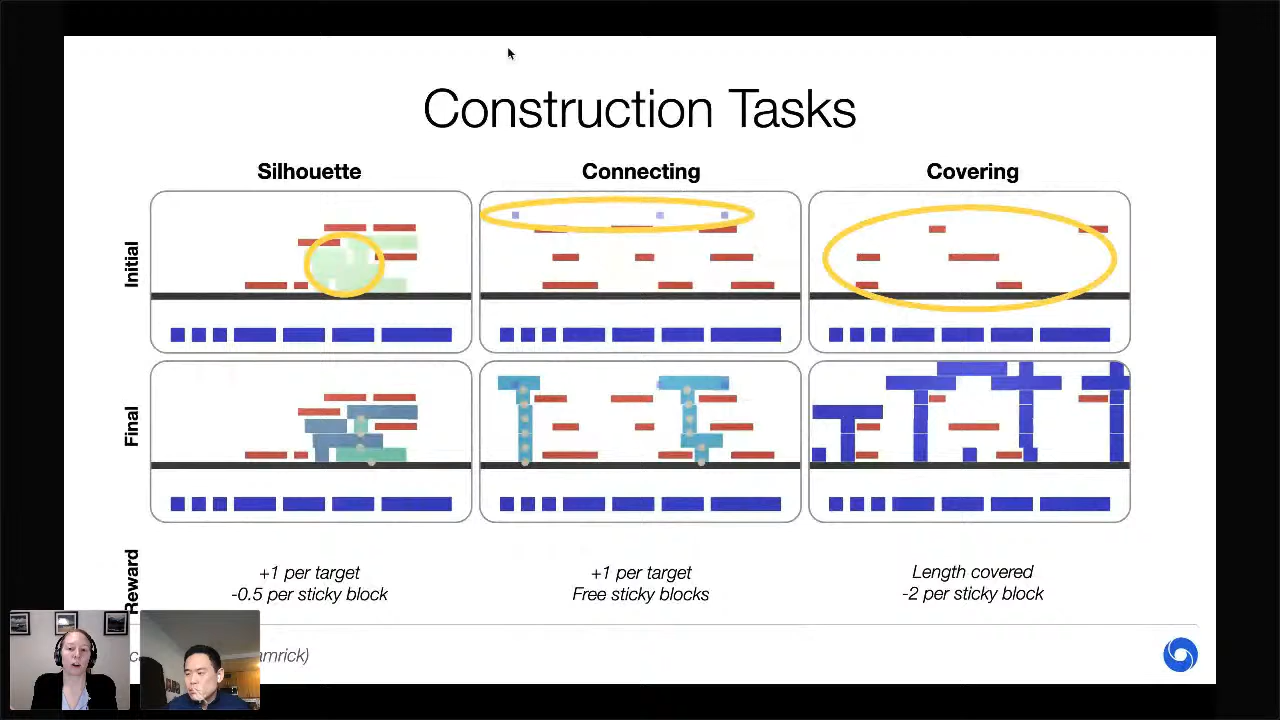 Construction Tasks
Silhouette
Connecting
Covering
Initial
Final
Reward
+1 per target
-0.5 per sticky block
+1 per target
Free sticky blocks
Length covered
-2 per sticky block